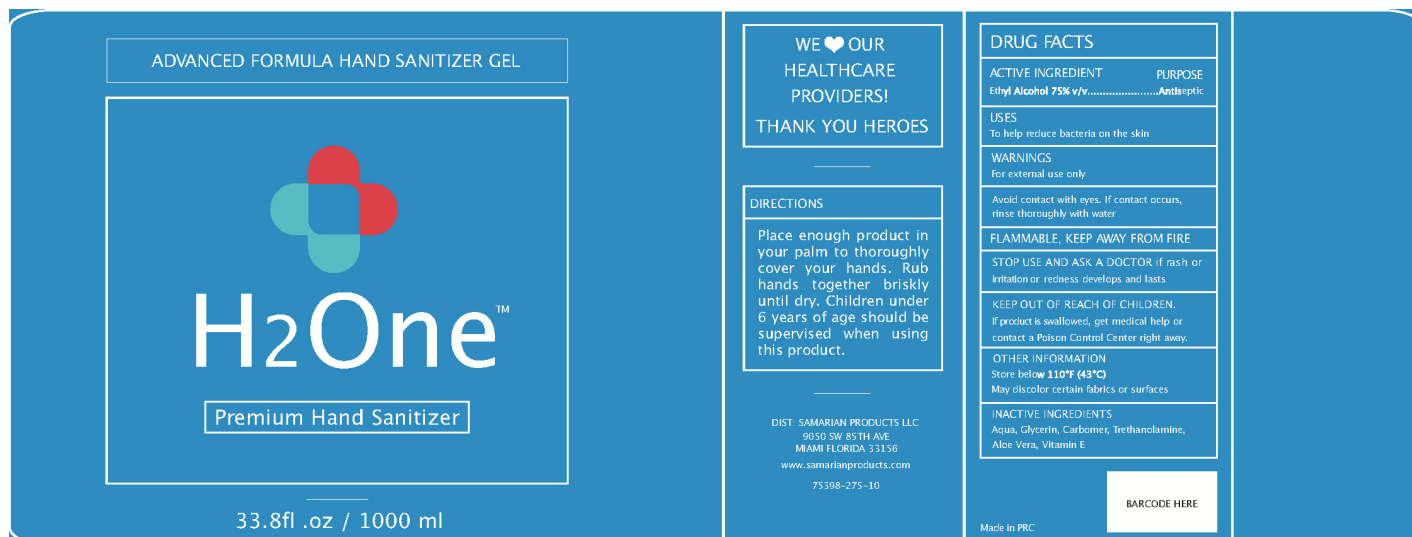 ADVANCED FORMULA HAND SANITIZER GEL
H2One™
Premium Hand Sanitizer
33.8fl .oz / 1000 ml
WE ♥ OUR
HEALTHCARE
PROVIDERS!
THANK YOU HEROES
DIRECTIONS
Place enough product in
your palm to thoroughly
cover your hands. Rub
hands together briskly
until dry. Children under
6 years of age should be
supervised when using
this product.
DIST: SAMARIAN PRODUCTS LLC
9050 SW 85TH AVE
MIAMI FLORIDA 33156
www.samarianproducts.com
75398-275-10
DRUG FACTS
ACTIVE INGREDIENT PURPOSE
Ethyl Alcohol 75% v/v.......................Antiseptic
USES
To help reduce bacteria on the skin
WARNINGS
For external use only
Avoid contact with eyes. If contact occurs,
rinse thoroughly with water
FLAMMABLE, KEEP AWAY FROM FIRE
STOP USE AND ASK A DOCTOR if rash or
irritation or redness develops and lasts
KEEP OUT OF REACH OF CHILDREN.
If product is swallowed, get medical help or
contact a Poison Control Center right away.
OTHER INFORMATION
Store below 110°F (43°C)
May discolor certain fabrics or surfaces
INACTIVE INGREDIENTS
Aqua, Glycerin, Carbomer, Trethanolamine,
Aloe Vera, Vitamin E
BARCODE HERE
Made in PRC